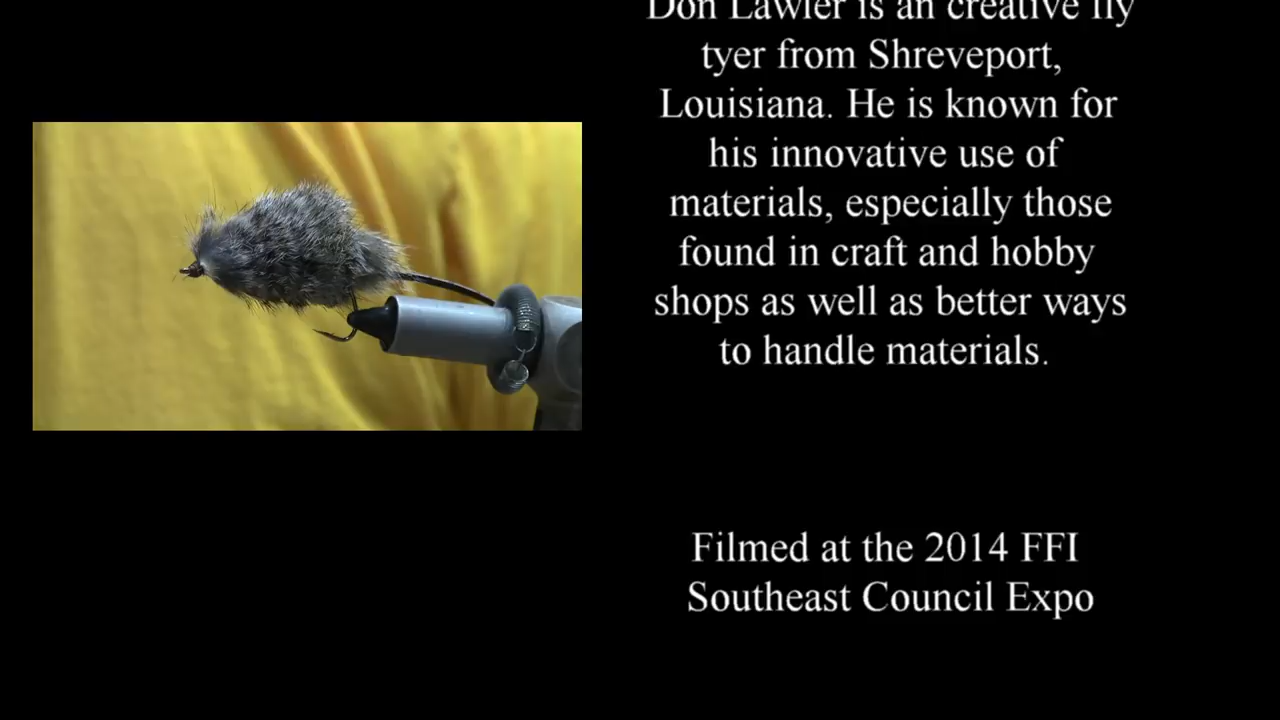 Don Lawler is an creative fly
tyer from Shreveport,
Louisiana. He is known for
his innovative use of
materials, especially those
found in craft and hobby
shops as well as better ways
to handle materials.
Filmed at the 2014 FFI
Southeast Council Expo